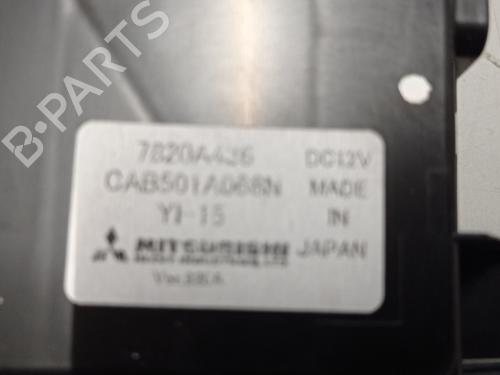 7820A426 DC12V
CAB501A068N MADE
YI-15 IN
MITSUBISHI JAPAN
B-PARTS